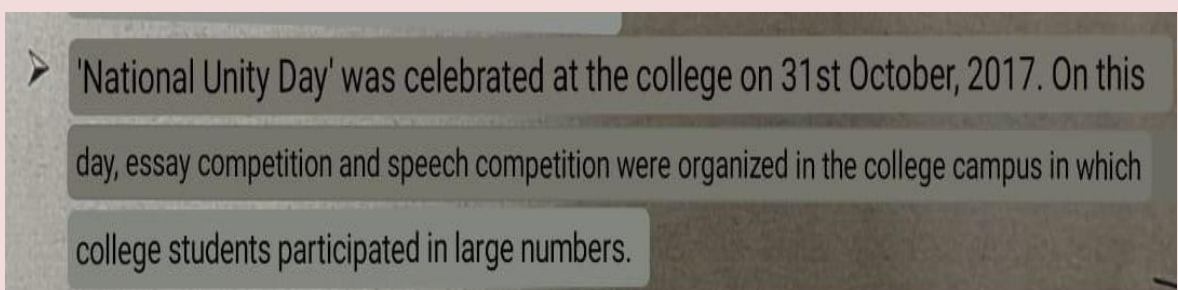 ➤ 'National Unity Day' was celebrated at the college on 31st October, 2017. On this
day, essay competition and speech competition were organized in the college campus in which
college students participated in large numbers.